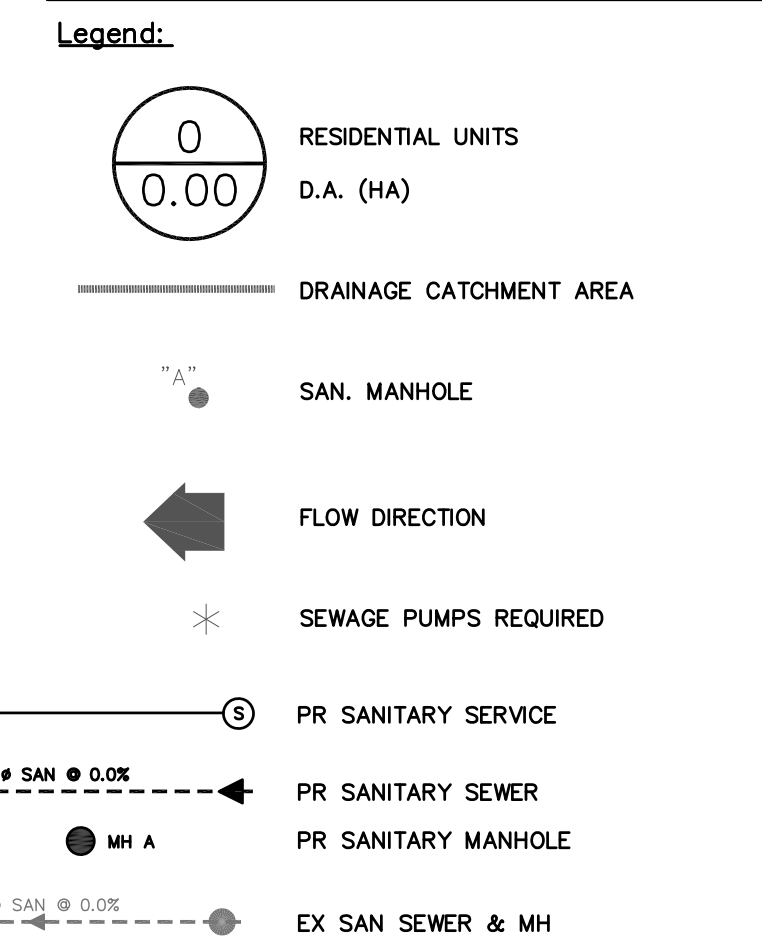 Legend:
0 RESIDENTIAL UNITS
0.00 D.A. (HA)
DRAINAGE CATCHMENT AREA
"A"
SAN. MANHOLE
FLOW DIRECTION
SEWAGE PUMPS REQUIRED
S PR SANITARY SERVICE
ø SAN @ 0.0%
PR SANITARY SEWER
MH A PR SANITARY MANHOLE
SAN @ 0.0%
EX SAN SEWER & MH